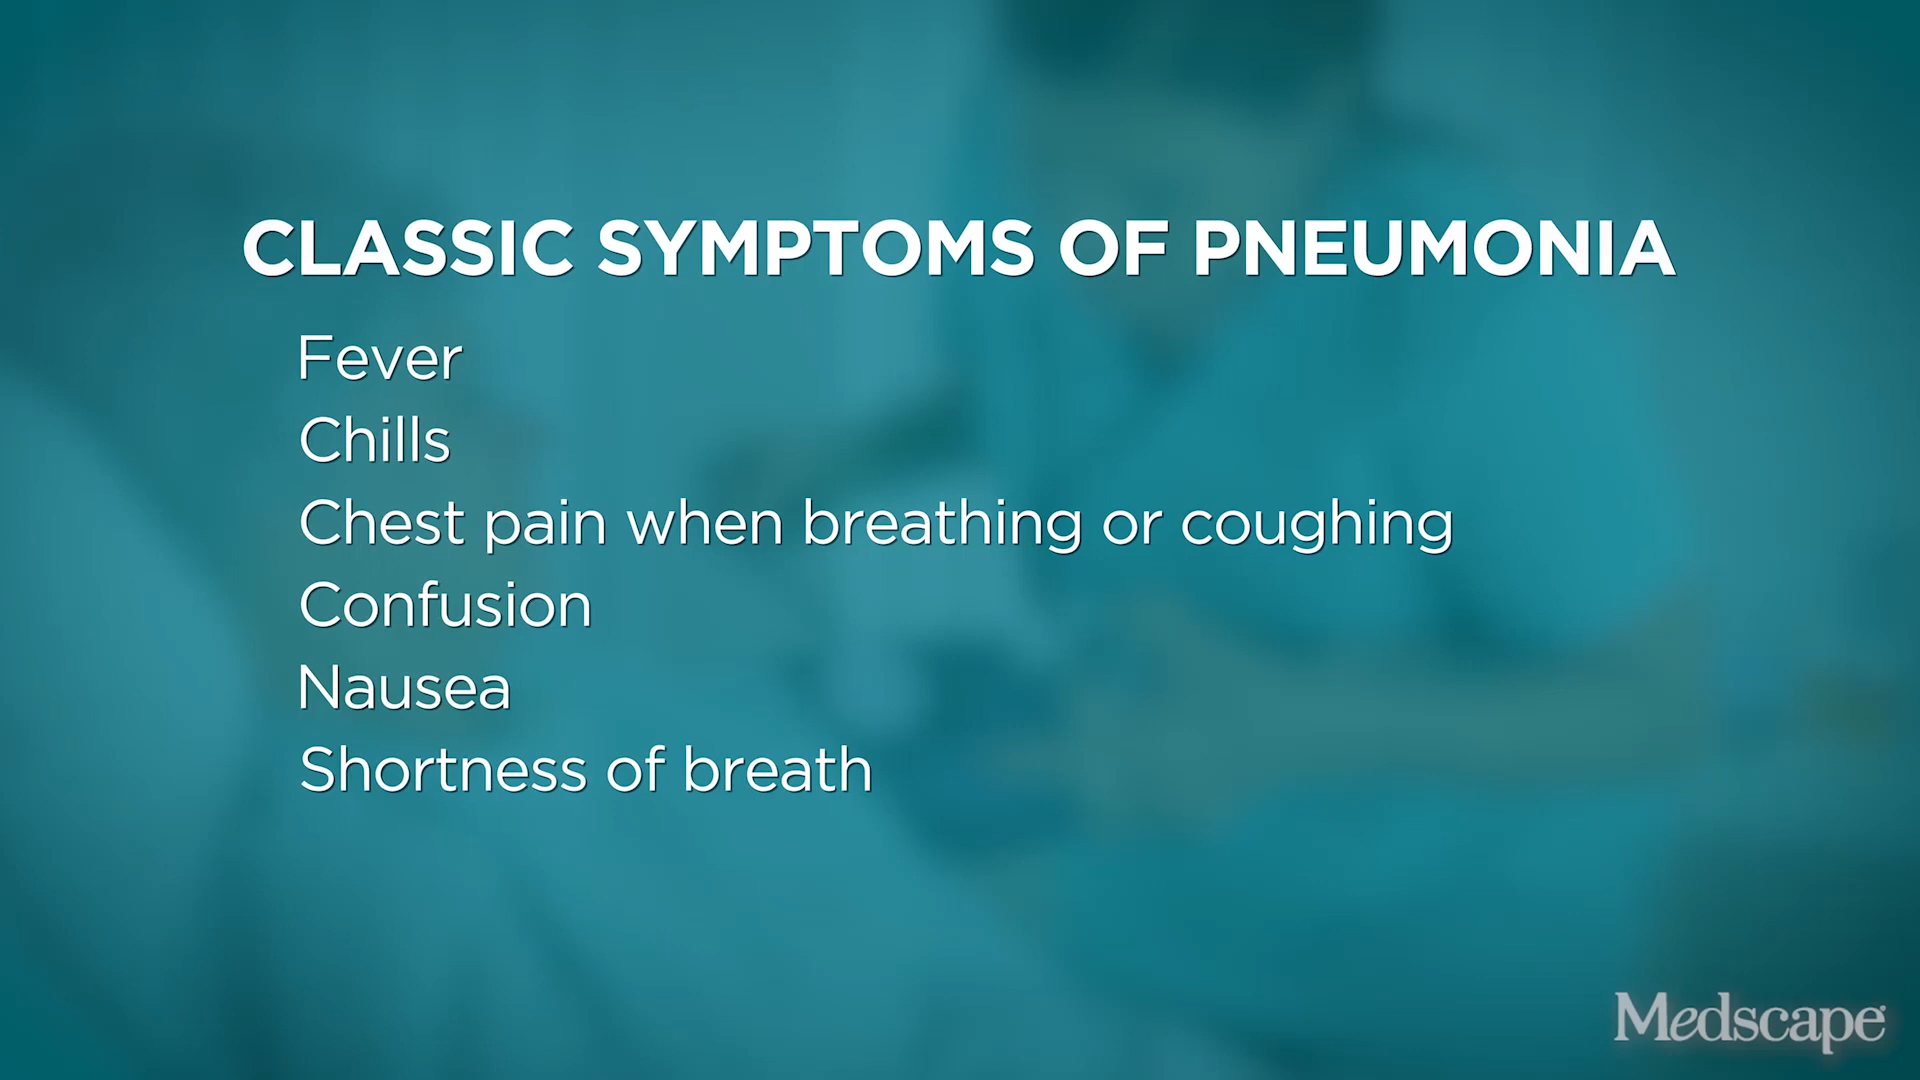 CLASSIC SYMPTOMS OF PNEUMONIA
Fever
Chills
Chest pain when breathing or coughing
Confusion
Nausea
Shortness of breath
Medscape®